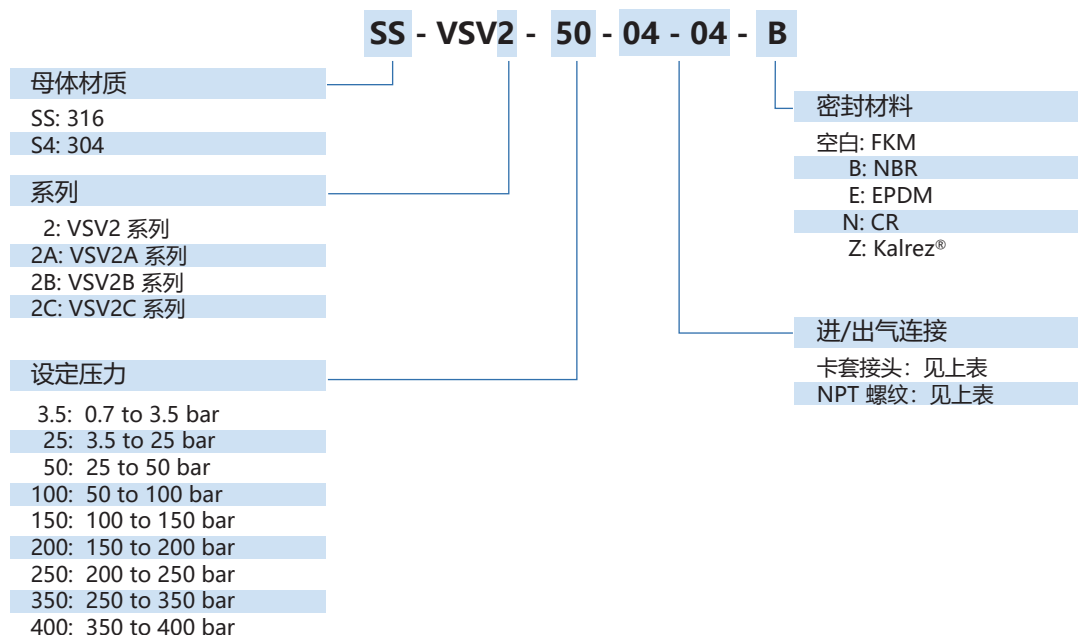 SS - VSV2 - 50 - 04 - 04 - B
母体材质
SS: 316
S4: 304
系列
2: VSV2 系列
2A: VSV2A 系列
2B: VSV2B 系列
2C: VSV2C 系列
设定压力
3.5: 0.7 to 3.5 bar
25: 3.5 to 25 bar
50: 25 to 50 bar
100: 50 to 100 bar
150: 100 to 150 bar
200: 150 to 200 bar
250: 200 to 250 bar
350: 250 to 350 bar
400: 350 to 400 bar
密封材料
空白: FKM
B: NBR
E: EPDM
N: CR
Z: Kalrez®
进/出气连接
卡套接头：见上表
NPT 螺纹：见上表